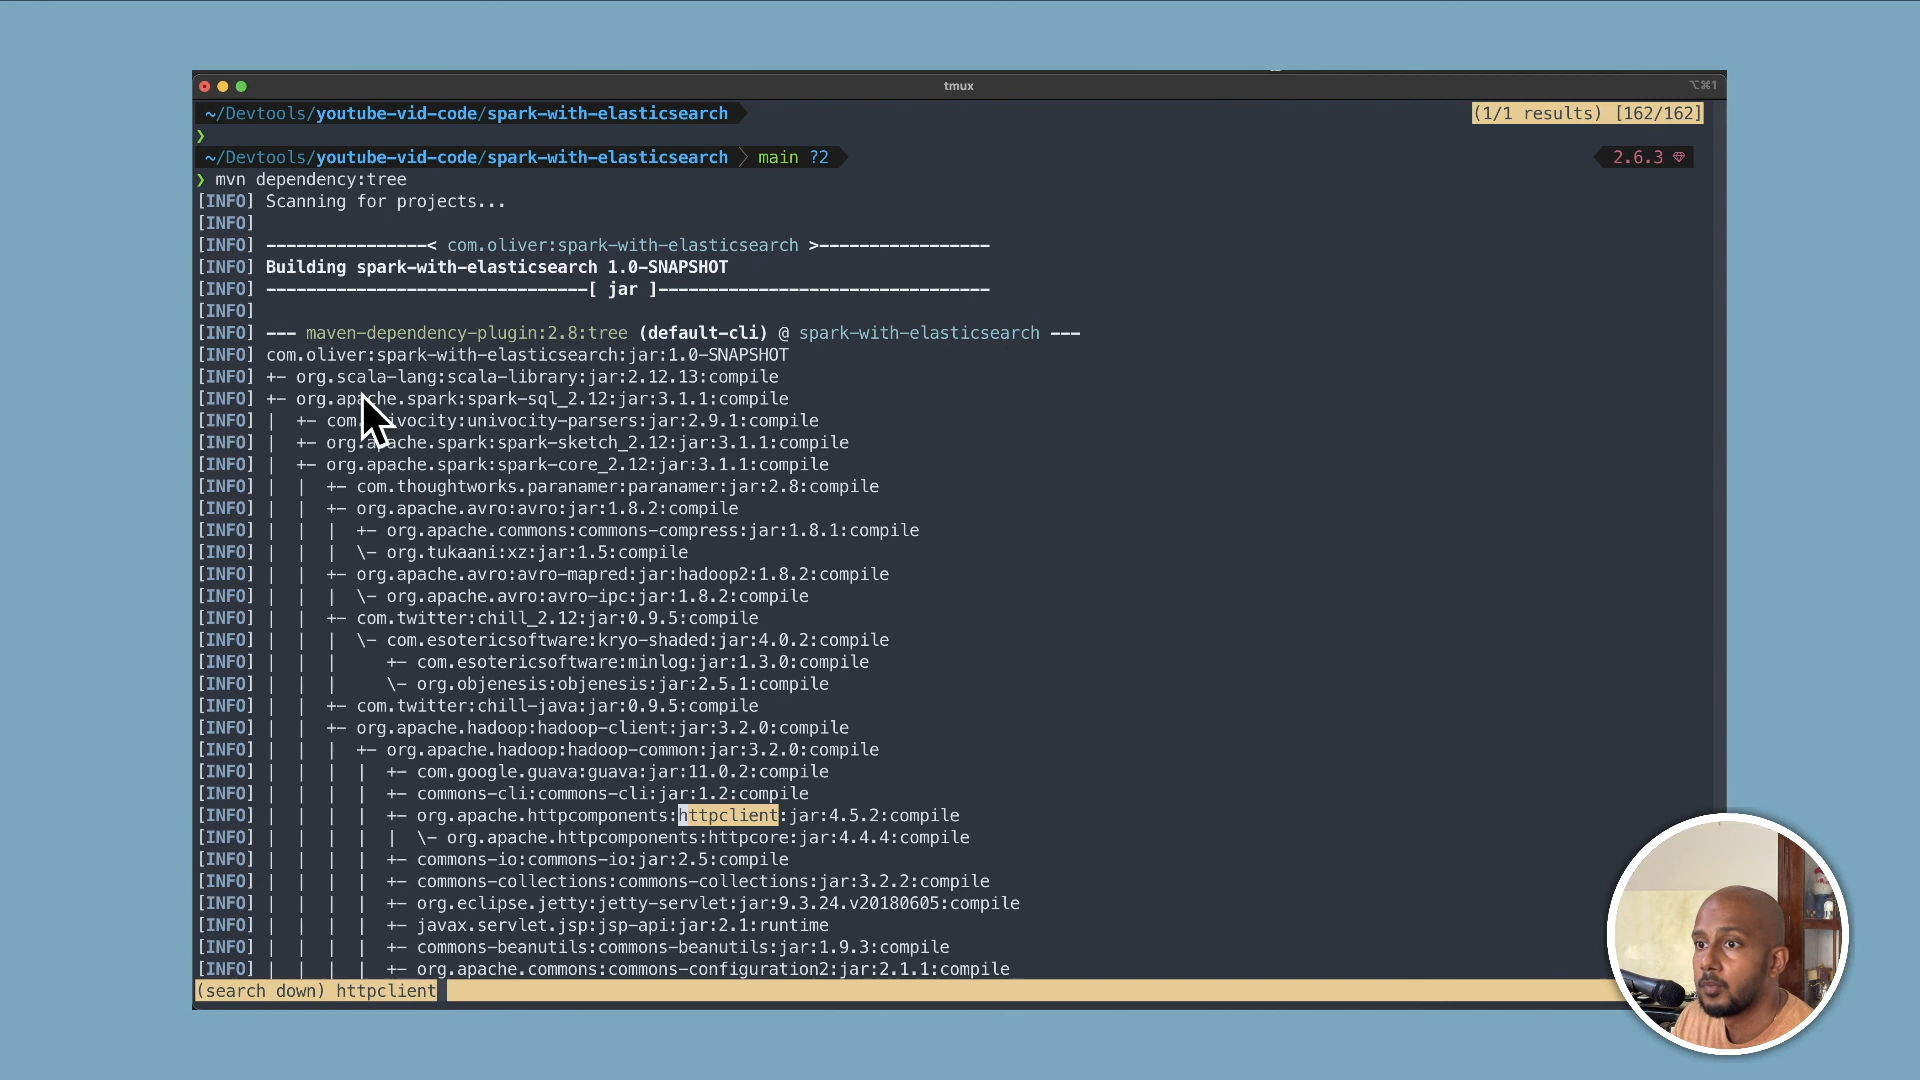 tmux
⌥⌘1
~/Devtools/youtube-vid-code/spark-with-elasticsearch
(1/1 results) [162/162]
❯
~/Devtools/youtube-vid-code/spark-with-elasticsearch main ?2
2.6.3
❯ mvn dependency:tree
[INFO] Scanning for projects...
[INFO]
[INFO] ----------------< com.oliver:spark-with-elasticsearch >-----------------
[INFO] Building spark-with-elasticsearch 1.0-SNAPSHOT
[INFO] --------------------------------[ jar ]---------------------------------
[INFO]
[INFO] --- maven-dependency-plugin:2.8:tree (default-cli) @ spark-with-elasticsearch ---
[INFO] com.oliver:spark-with-elasticsearch:jar:1.0-SNAPSHOT
[INFO] +- org.scala-lang:scala-library:jar:2.12.13:compile
[INFO] +- org.apache.spark:spark-sql_2.12:jar:3.1.1:compile
[INFO] |  +- com. ivocity:univocity-parsers:jar:2.9.1:compile
[INFO] |  +- org.apache.spark:spark-sketch_2.12:jar:3.1.1:compile
[INFO] |  +- org.apache.spark:spark-core_2.12:jar:3.1.1:compile
[INFO] |  |  +- com.thoughtworks.paranamer:paranamer:jar:2.8:compile
[INFO] |  |  +- org.apache.avro:avro:jar:1.8.2:compile
[INFO] |  |  |  +- org.apache.commons:commons-compress:jar:1.8.1:compile
[INFO] |  |  |  \- org.tukaani:xz:jar:1.5:compile
[INFO] |  |  +- org.apache.avro:avro-mapred:jar:hadoop2:1.8.2:compile
[INFO] |  |  |  \- org.apache.avro:avro-ipc:jar:1.8.2:compile
[INFO] |  |  +- com.twitter:chill_2.12:jar:0.9.5:compile
[INFO] |  |  |  \- com.esotericsoftware:kryo-shaded:jar:4.0.2:compile
[INFO] |  |  |     +- com.esotericsoftware:minlog:jar:1.3.0:compile
[INFO] |  |  |     \- org.objenesis:objenesis:jar:2.5.1:compile
[INFO] |  |  +- com.twitter:chill-java:jar:0.9.5:compile
[INFO] |  |  +- org.apache.hadoop:hadoop-client:jar:3.2.0:compile
[INFO] |  |  |  +- org.apache.hadoop:hadoop-common:jar:3.2.0:compile
[INFO] |  |  |  |  +- com.google.guava:guava:jar:11.0.2:compile
[INFO] |  |  |  |  +- commons-cli:commons-cli:jar:1.2:compile
[INFO] |  |  |  |  +- org.apache.httpcomponents:httpclient:jar:4.5.2:compile
[INFO] |  |  |  |  |  \- org.apache.httpcomponents:httpcore:jar:4.4.4:compile
[INFO] |  |  |  |  +- commons-io:commons-io:jar:2.5:compile
[INFO] |  |  |  |  +- commons-collections:commons-collections:jar:3.2.2:compile
[INFO] |  |  |  |  +- org.eclipse.jetty:jetty-servlet:jar:9.3.24.v20180605:compile
[INFO] |  |  |  |  +- javax.servlet.jsp:jsp-api:jar:2.1:runtime
[INFO] |  |  |  |  +- commons-beanutils:commons-beanutils:jar:1.9.3:compile
[INFO] |  |  |  |  +- org.apache.commons:commons-configuration2:jar:2.1.1:compile
(search down) httpclient